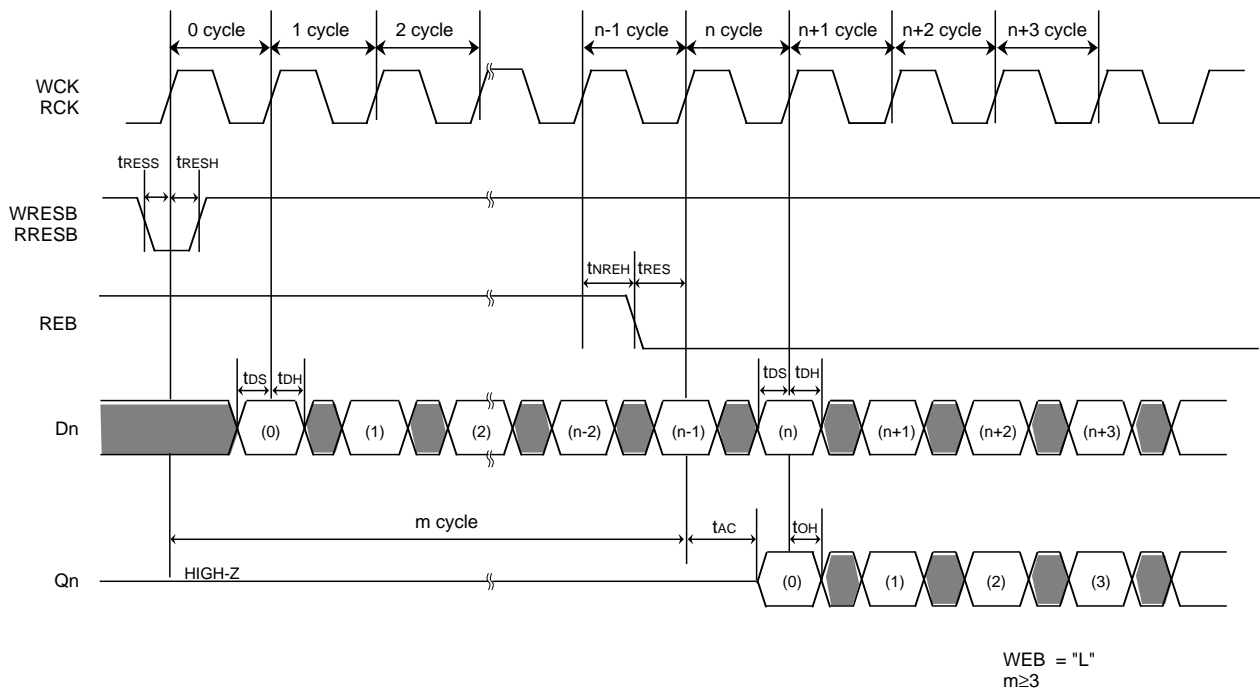 0 cycle 1 cycle 2 cycle n-1 cycle n cycle n+1 cycle n+2 cycle n+3 cycle
WCK
RCK
tRESS tRESH
WRESB
RRESB
tNREH tRES
REB
tDS tDH tDS tDH
Dn (0) (1) (2) (n-2) (n-1) (n) (n+1) (n+2) (n+3)
m cycle tAC tOH
HIGH-Z
Qn (0) (1) (2) (3)
WEB = "L"
m≥3